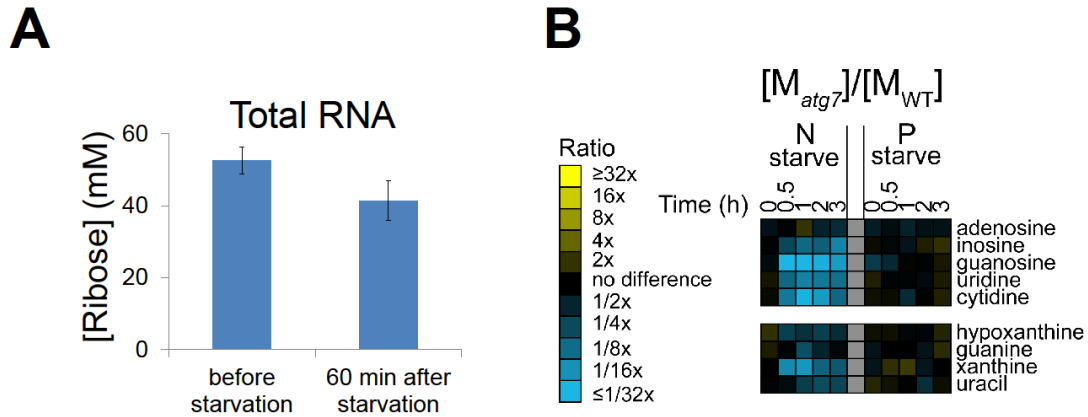 A
Total RNA
[Ribose] (mM)
60
40
20
0
before
starvation
60 min after
starvation
B
[Matg7]/[MWT]
N
starve
P
starve
Ratio
≥32x
16x
8x
4x
2x
no difference
1/2x
1/4x
1/8x
1/16x
≤1/32x
Time (h)
0 0.5 1 2 3
0 0.5 1 2 3
adenosine
inosine
guanosine
uridine
cytidine
hypoxanthine
guanine
xanthine
uracil